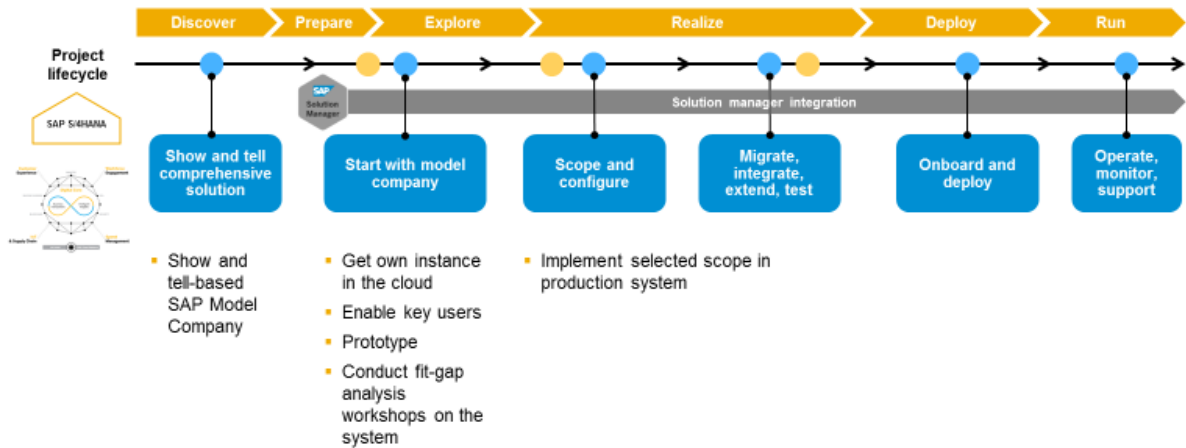 Discover
Prepare
Explore
Realize
Deploy
Run
Project
lifecycle
SAP S/4HANA
SAP
Solution
Manager
Solution manager integration
Show and tell
comprehensive
solution
Start with model
company
Scope and
configure
Migrate,
integrate,
extend, test
Onboard and
deploy
Operate,
monitor,
support
▪ Show and
tell-based
SAP Model
Company
▪ Get own instance
in the cloud
▪ Enable key users
▪ Prototype
▪ Conduct fit-gap
analysis
workshops on the
system
▪ Implement selected scope in
production system